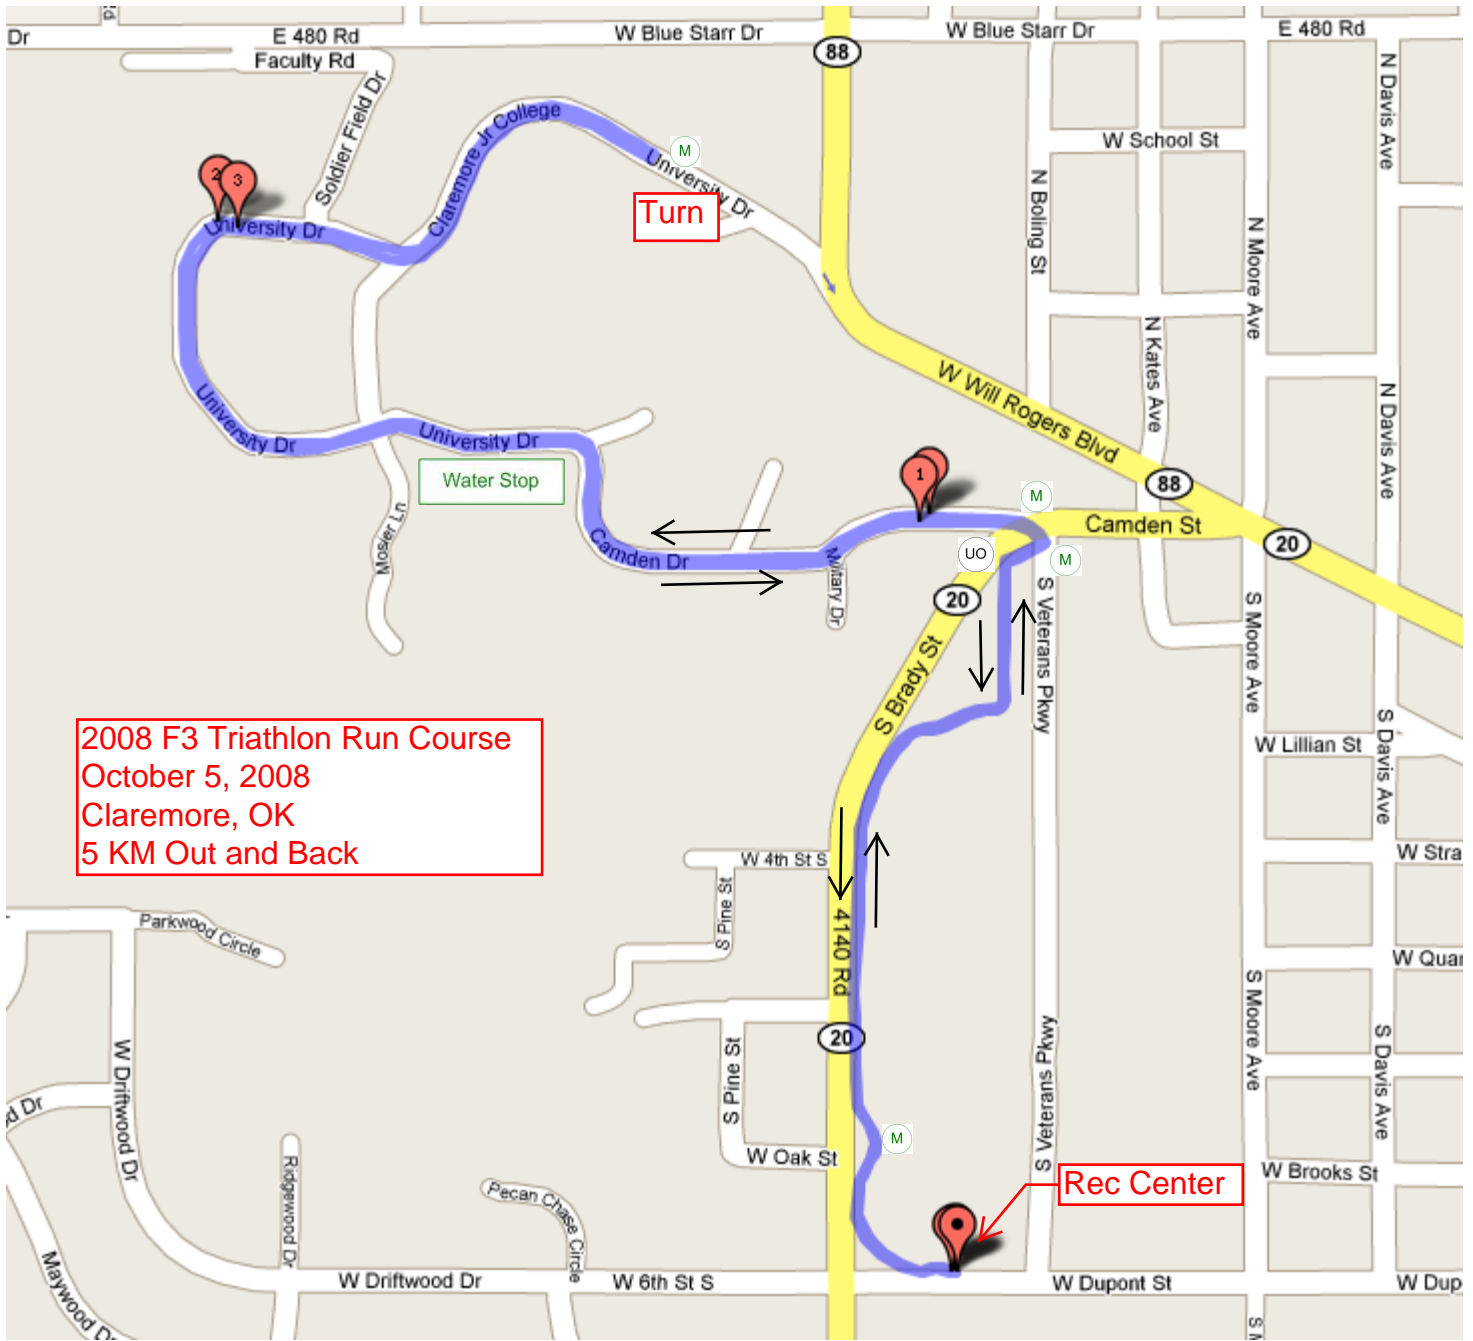 Rd
Dr
E 480 Rd
W Blue Starr Dr
W Blue Starr Dr
E 480 Rd
88
Faculty Rd
Soldier Field Dr
Claremore Jr College
M
University Dr
Turn
2
3
University Dr
N Davis Ave
W School St
N Boling St
N Moore Ave
N Kates Ave
W Will Rogers Blvd
N Davis Ave
University Dr
University Dr
Water Stop
1
88
M
Camden St
20
Mosier Ln
Camden Dr
Military Dr
UO
M
20
S Veterans Pkwy
S Moore Ave
S Brady St
2008 F3 Triathlon Run Course
October 5, 2008
Claremore, OK
5 KM Out and Back
W Lillian St
S Davis Ave
W 4th St S
W Stra
S Pine St
4140 Rd
Parkwood Circle
W Quar
S Moore Ave
20
S Veterans Pkwy
S Davis Ave
W Driftwood Dr
S Pine St
d Dr
M
W Oak St
Ridgewood Dr
Pecan Chase Circle
Rec Center
W Brooks St
Maywood Dr
W Driftwood Dr
W 6th St S
W Dupont St
W Dup
S M